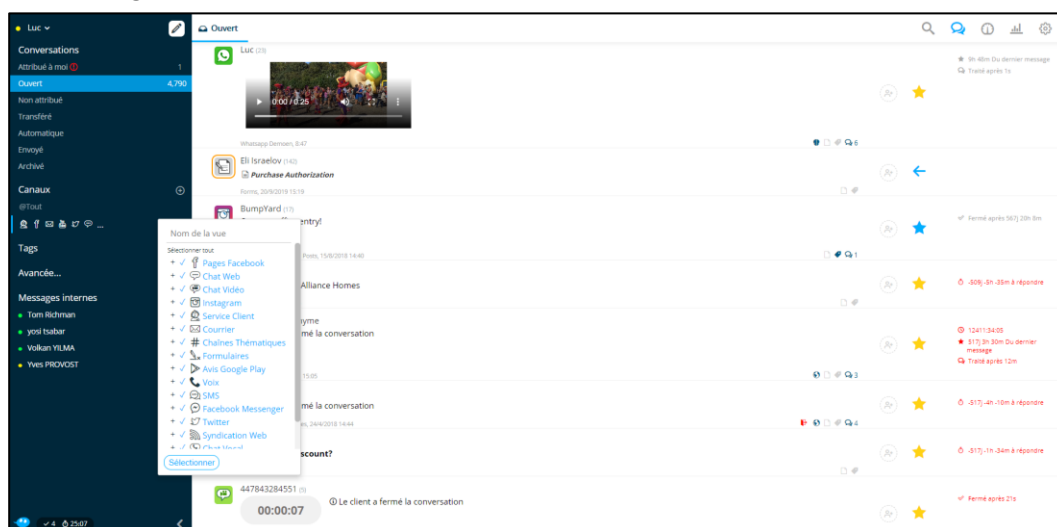 Luc
Ouvert
Conversations
Attribué à moi
1
Ouvert
4,790
Non attribué
Transféré
Automatique
Envoyé
Archivé
Canaux
@Tout
...
Tags
Avancée...
Messages internes
Tom Richman
yosi tsabar
Volkan YILMA
Yves PROVOST
4 25:07
Nom de la vue
Sélectionner tout
+ ✓ Pages Facebook
+ ✓ Chat Web
+ ✓ Chat Vidéo
+ ✓ Instagram
+ ✓ Service Client
+ ✓ Courrier
+ ✓ # Chaînes Thématiques
+ ✓ Formulaires
+ ✓ Avis Google Play
+ ✓ Voix
+ ✓ SMS
+ ✓ Facebook Messenger
+ ✓ Twitter
+ ✓ Syndication Web
+ ✓ Chat Vocal
Sélectionner
Luc (23)
0:00 / 0:25
8:47
6
9h 48m Du dernier message
Traité après 1s
Eli Israelov (142)
Purchase Authorization
Forms, 20/9/2019 15:19
BumpYard (17)
entry!
Posts, 15/8/2018 14:40
1
Fermé après 587j 20h 8m
Alliance Homes
-509j -5h -35m à répondre
yme
mé la conversation
15:05
3
12411:34:05
517j 3h 30m Du dernier
message
Traité après 12m
mé la conversation
es, 24/4/2018 14:44
4
-517j -4h -10m à répondre
scount?
-517j -1h -54m à répondre
447843284551 (5)
00:00:07
Le client a fermé la conversation
Fermé après 21s